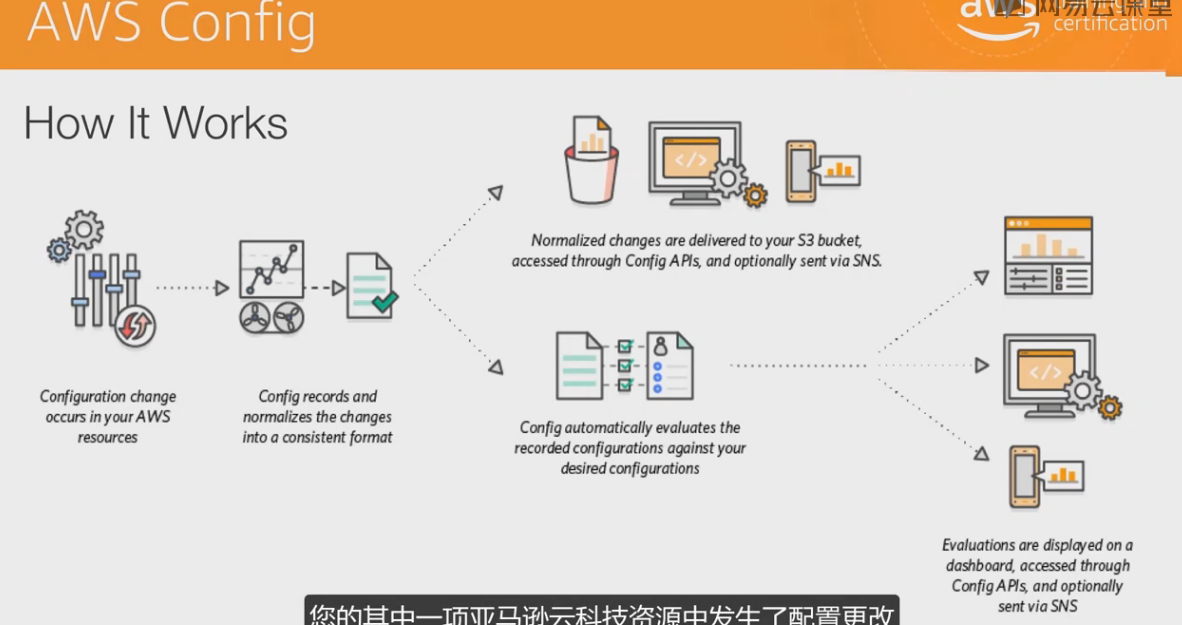 AWS Config
aws
网易云课堂
certification
How It Works
</>
Normalized changes are delivered to your S3 bucket,
accessed through Config APIs, and optionally sent via SNS.
Configuration change
occurs in your AWS
resources
Config records and
normalizes the changes
into a consistent format
Config automatically evaluates the
recorded configurations against your
desired configurations
</>
Evaluations are displayed on a
dashboard, accessed through
Config APIs, and optionally
sent via SNS
您的其中一项亚马逊云科技资源中发生了配置更改